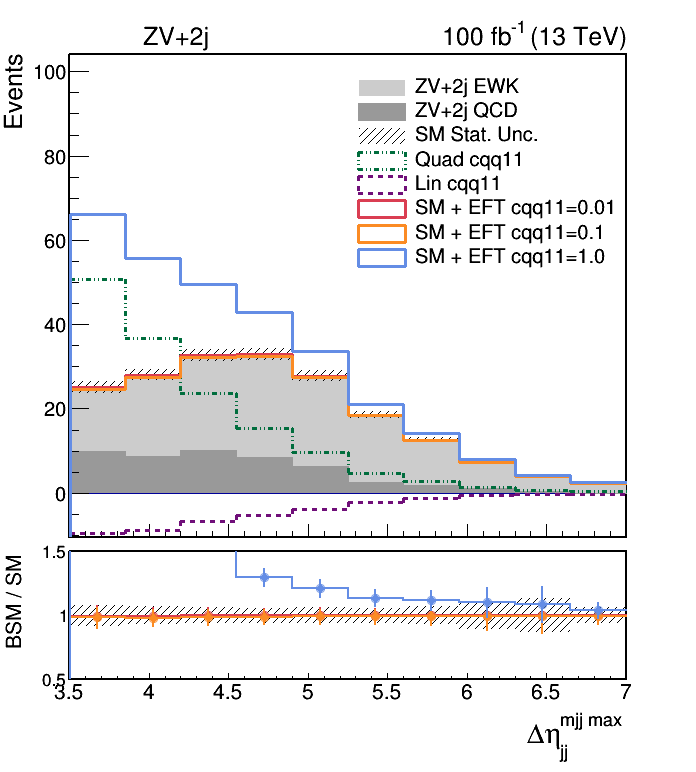 ZV+2j 100 fb⁻¹ (13 TeV)
Events
100
80
60
40
20
0
ZV+2j EWK
ZV+2j QCD
SM Stat. Unc.
Quad cqq11
Lin cqq11
SM + EFT cqq11=0.01
SM + EFT cqq11=0.1
SM + EFT cqq11=1.0
BSM / SM
1.5
1
0.5
3.5 4 4.5 5 5.5 6 6.5 7
Δη_jj^mjj max